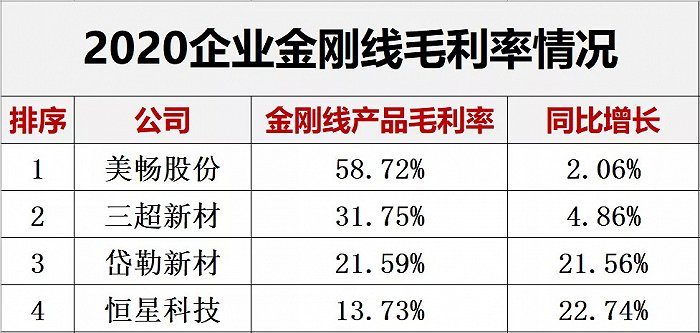 2020企业金刚线毛利率情况
排序 公司 金刚线产品毛利率 同比增长
1 美畅股份 58.72% 2.06%
2 三超新材 31.75% 4.86%
3 岱勒新材 21.59% 21.56%
4 恒星科技 13.73% 22.74%